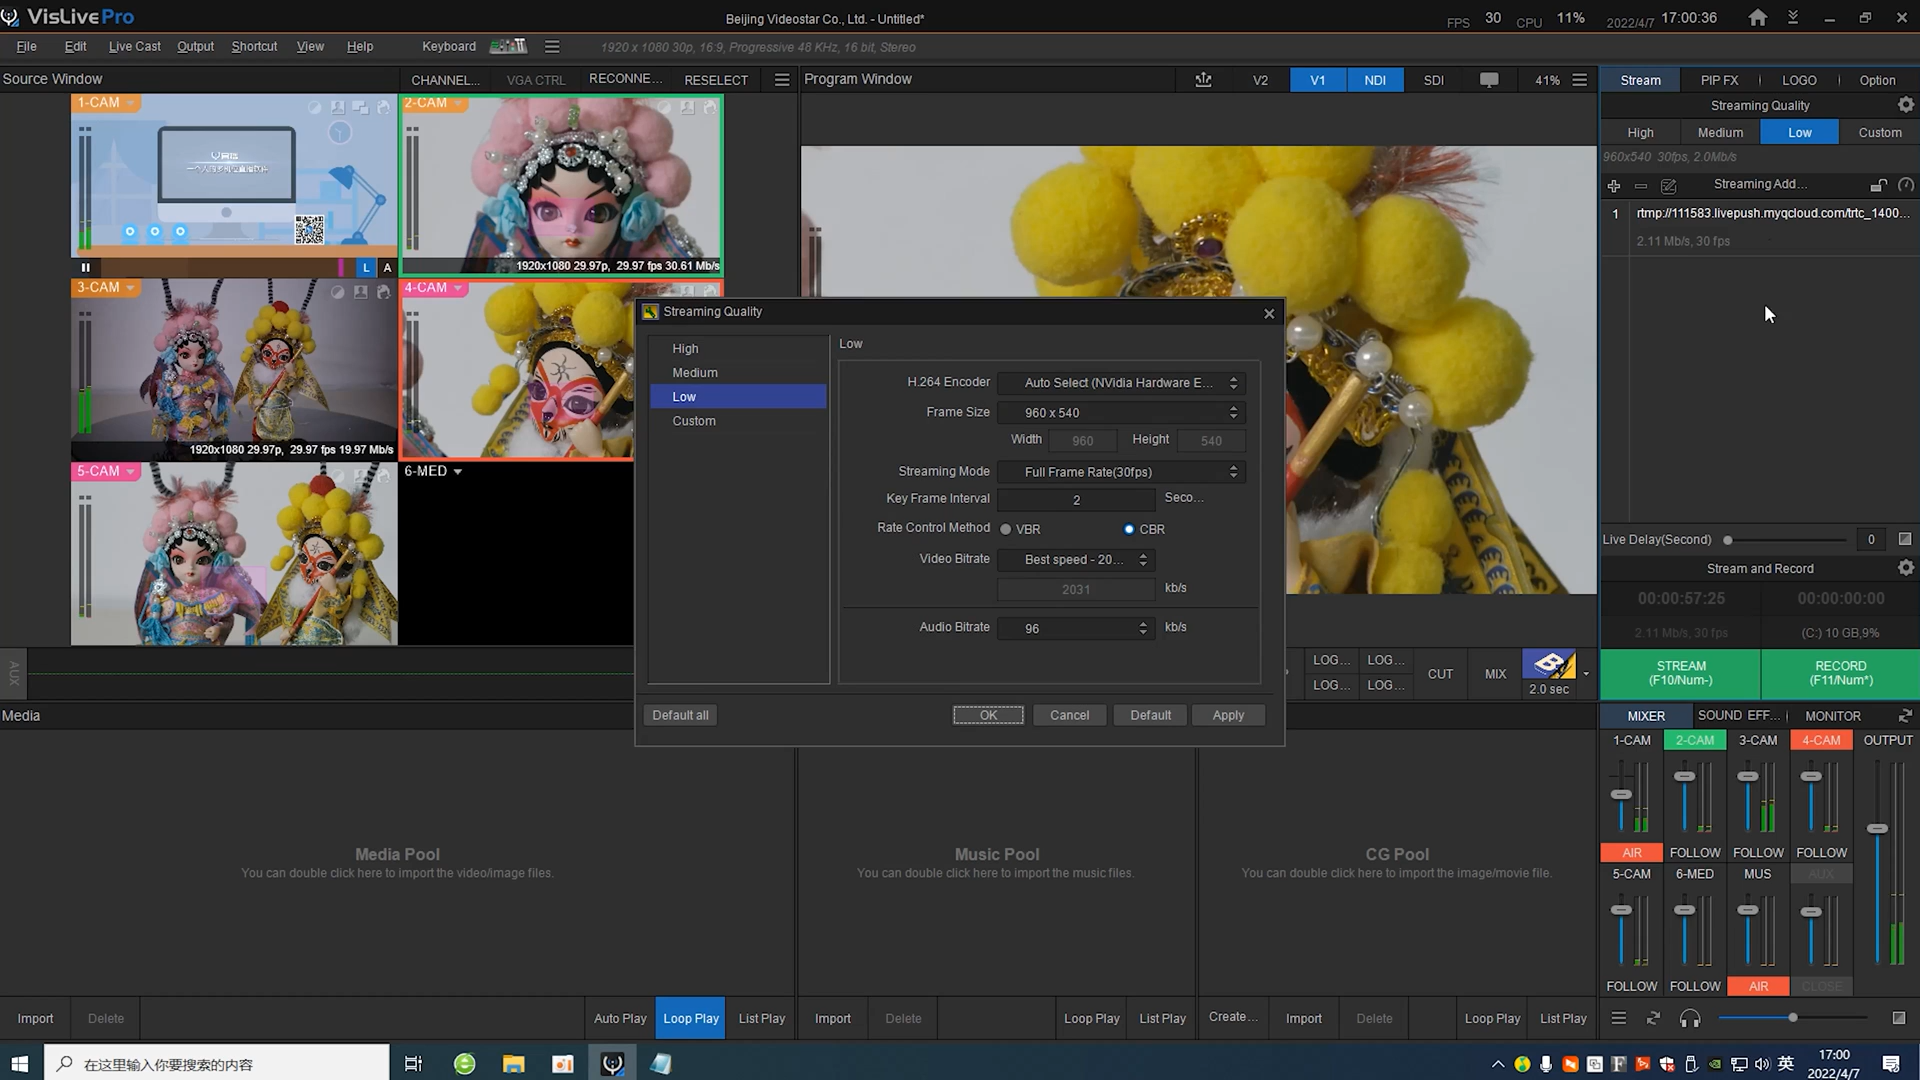 VisLive Pro
Beijing Videostar Co., Ltd. - Untitled*
FPS 30 CPU 11% 2022/4/7 17:00:36
File Edit Live Cast Output Shortcut View Help Keyboard 1920 x 1080 30p, 16:9, Progressive 48 KHz, 16 bit, Stereo
Source Window CHANNEL... VGA CTRL RECONNE... RESELECT
Program Window V2 V1 NDI SDI 41%
Stream PIP FX LOGO Option
Streaming Quality
High Medium Low Custom
960x540 30fps, 2.0Mb/s
Streaming Add...
1 rtmp://111583.livepush.myqcloud.com/trtc_1400...
2.11 Mb/s, 30 fps
1-CAM
L A
2-CAM
1920x1080 29.97p, 29.97 fps 30.61 Mb/s
3-CAM
1920x1080 29.97p, 29.97 fps 19.97 Mb/s
4-CAM
5-CAM
6-MED
AUX
Streaming Quality
High
Medium
Low
Custom
Low
H.264 Encoder Auto Select (NVidia Hardware E...
Frame Size 960 x 540
Width 960 Height 540
Streaming Mode Full Frame Rate(30fps)
Key Frame Interval 2 Seco...
Rate Control Method VBR CBR
Video Bitrate Best speed - 20...
2031 kb/s
Audio Bitrate 96 kb/s
Default all OK Cancel Default Apply
Live Delay(Second) 0
Stream and Record
00:00:57:25 00:00:00:00
2.11 Mb/s, 30 fps (C:) 10 GB,9%
STREAM
(F10/Num-)
RECORD
(F11/Num*)
LOG... LOG...
LOG... LOG...
CUT MIX 2.0 sec
Media
Media Pool
You can double click here to import the video/image files.
Music Pool
You can double click here to import the music files.
CG Pool
You can double click here to import the image/movie file.
MIXER SOUND EFF... MONITOR
1-CAM 2-CAM 3-CAM 4-CAM OUTPUT
AIR FOLLOW FOLLOW FOLLOW
5-CAM 6-MED MUS AUX
FOLLOW FOLLOW AIR CLOSE
Import Delete Auto Play Loop Play List Play
Import Delete Loop Play List Play
Create... Import Delete Loop Play List Play
在这里输入你要搜索的内容
英
17:00
2022/4/7